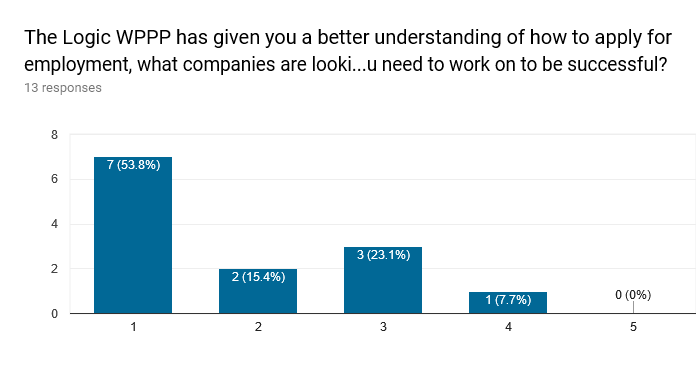 The Logic WPPP has given you a better understanding of how to apply for
employment, what companies are looki...u need to work on to be successful?
13 responses
8
6
4
2
0
7 (53.8%)
2 (15.4%)
3 (23.1%)
1 (7.7%)
0 (0%)
1 2 3 4 5